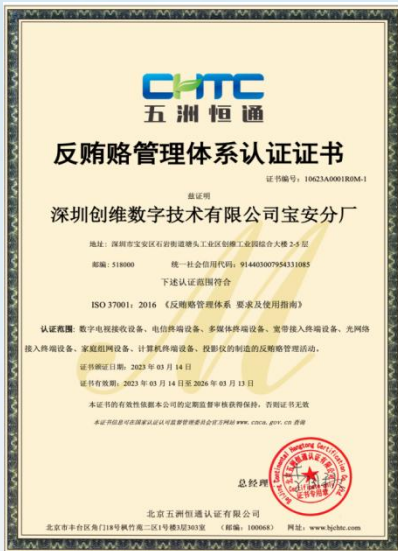 CHTC
五洲恒通
反贿赂管理体系认证证书
证书编号：10623A0001R0M-1
兹证明
深圳创维数字技术有限公司宝安分厂
地址：深圳市宝安区石岩街道塘头工业区创维工业园综合大楼 2-5 层
邮编：518000 统一社会信用代码：914403007954331085
下述认证范围符合
ISO 37001：2016 《反贿赂管理体系 要求及使用指南》
认证范围：数字电视接收设备、电信终端设备、多媒体终端设备、宽带接入终端设备、光网络
接入终端设备、家庭组网设备、计算机终端设备、投影仪的制造的反贿赂管理活动。
证书颁证日期：2023 年 03 月 14 日
证书有效期：2023 年 03 月 14 日至 2026 年 03 月 13 日
本证书的有效性依据本公司的定期监督审核获得保持，否则证书无效
本证书信息可在国家认证认可监督管理委员会官方网站 www.cnca.gov.cn 查询
总经理
证书专用章
北京五洲恒通认证有限公司
北京市丰台区角门18号枫竹苑二区1号楼3层303室 （邮编：100068） 网址：www.bjchtc.com